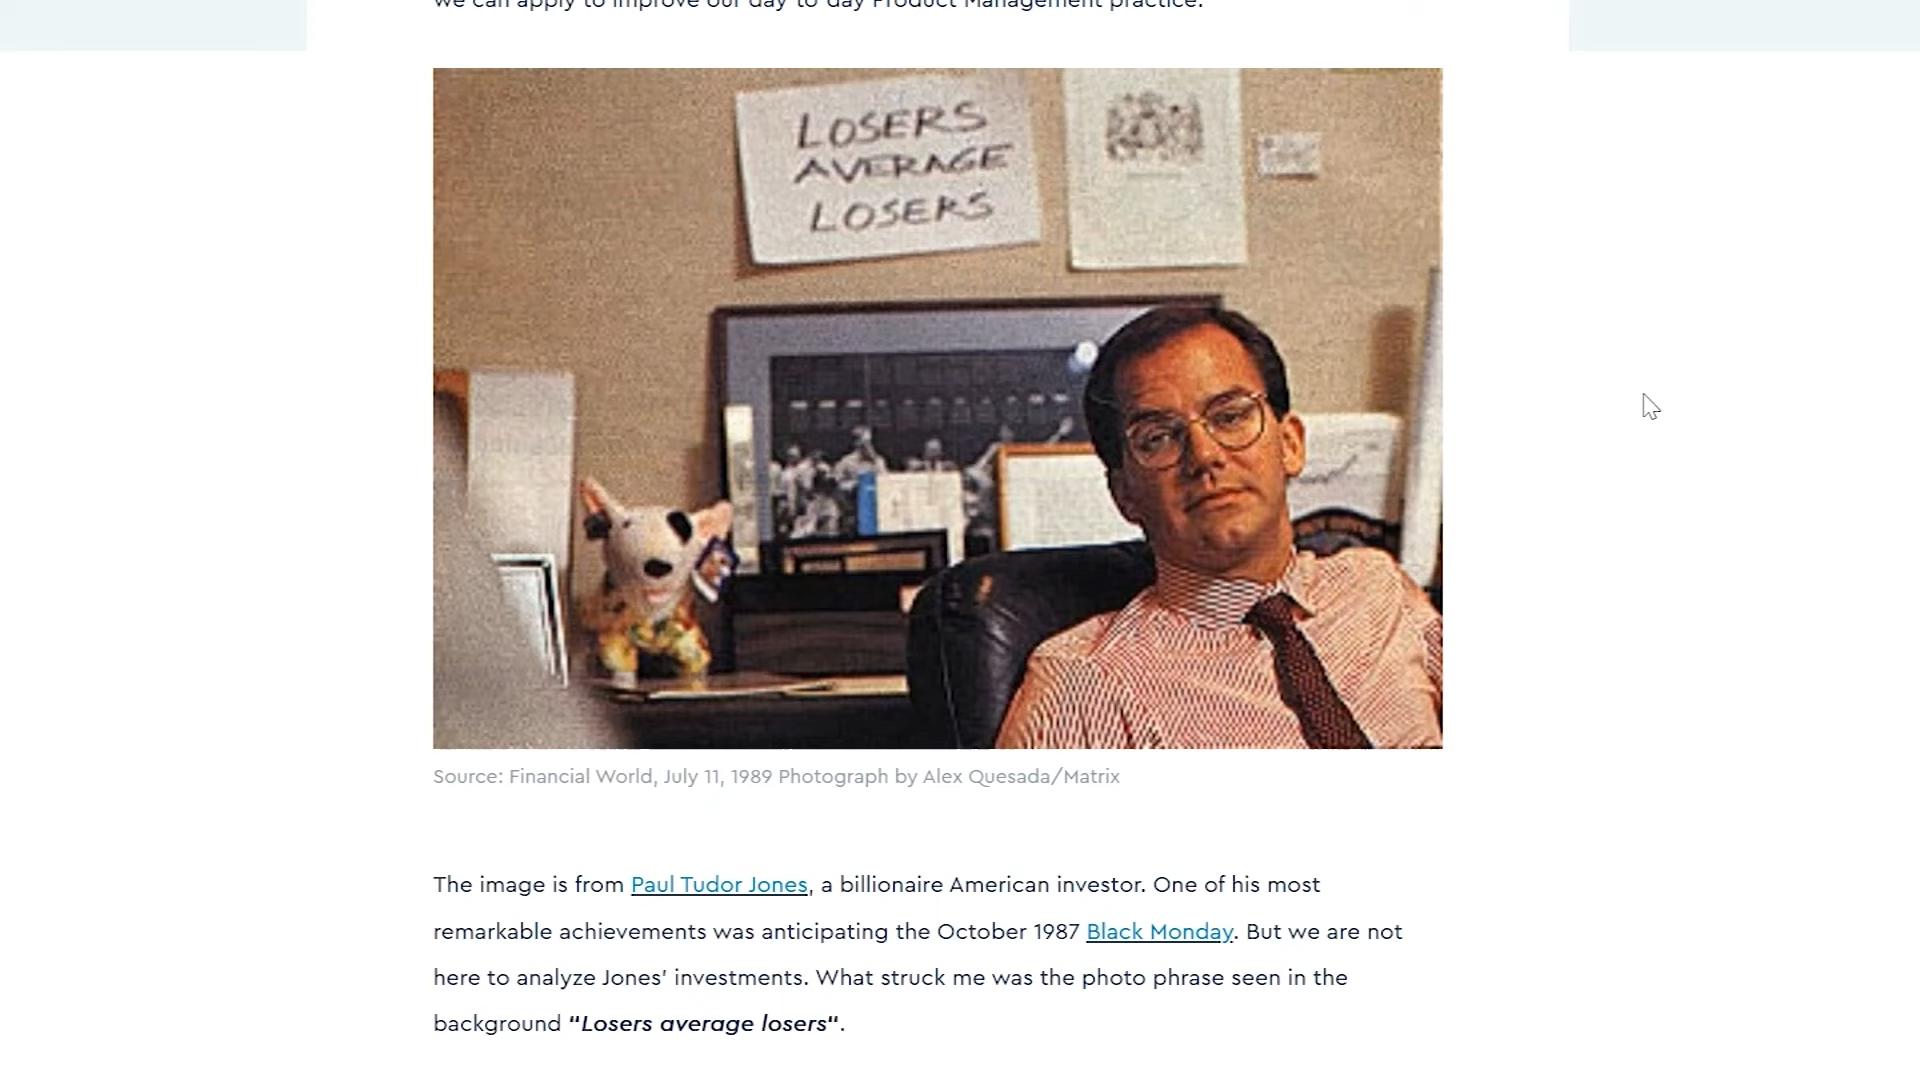 we can apply to improve our day-to-day Product Management practice.
LOSERS
AVERAGE
LOSERS
Source: Financial World, July 11, 1989 Photograph by Alex Quesada/Matrix
The image is from Paul Tudor Jones, a billionaire American investor. One of his most
remarkable achievements was anticipating the October 1987 Black Monday. But we are not
here to analyze Jones’ investments. What struck me was the photo phrase seen in the
background "Losers average losers".